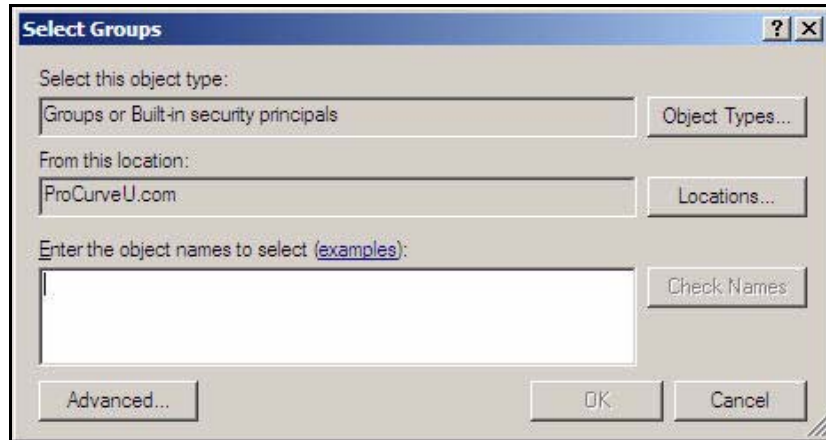 Select Groups
Select this object type:
Groups or Built-in security principals
Object Types...
From this location:
ProCurveU.com
Locations...
Enter the object names to select (examples):
Check Names
Advanced...
OK
Cancel